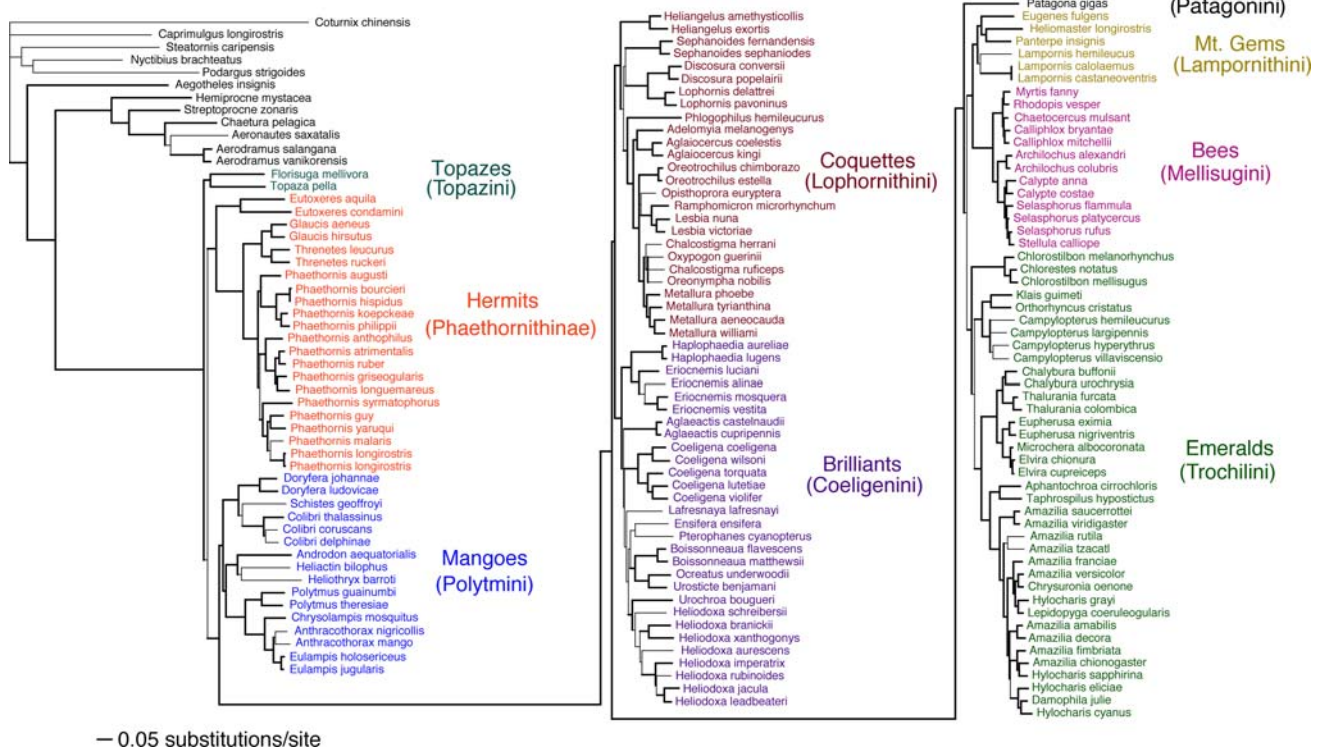 Coturnix chinensis
Caprimulgus longirostris
Steatornis caripensis
Nyctibius brachteatus
Podargus strigoides
Aegotheles insignis
Hemiprocne mystacea
Streptoprocne zonaris
Chaetura pelagica
Aeronautes saxatalis
Aerodramus salangana
Aerodramus vanikorensis
Florisuga mellivora
Topaza pella
Topazes
(Topazini)
Eutoxeres aquila
Eutoxeres condamini
Glaucis aeneus
Glaucis hirsutus
Threnetes leucurus
Threnetes ruckeri
Phaethornis augusti
Phaethornis bourcieri
Phaethornis hispidus
Phaethornis koepckeae
Phaethornis philippii
Phaethornis anthophilus
Phaethornis atrimentalis
Phaethornis ruber
Phaethornis griseogularis
Phaethornis longuemareus
Phaethornis syrmatophorus
Phaethornis guy
Phaethornis yaruqui
Phaethornis malaris
Phaethornis longirostris
Phaethornis longirostris
Hermits
(Phaethornithinae)
Doryfera johannae
Doryfera ludovicae
Schistes geoffroyi
Colibri thalassinus
Colibri coruscans
Colibri delphinae
Androdon aequatorialis
Heliactin bilophus
Heliothryx barroti
Polytmus guainumbi
Polytmus theresiae
Chrysolampis mosquitus
Anthracothorax nigricollis
Anthracothorax mango
Eulampis holosericeus
Eulampis jugularis
Mangoes
(Polytmini)
0.05 substitutions/site
Heliangelus amethysticollis
Heliangelus exortis
Sephanoides fernandensis
Sephanoides sephaniodes
Discosura conversii
Discosura popelairii
Lophornis delattrei
Lophornis pavoninus
Phlogophilus hemileucurus
Adelomyia melanogenys
Aglaiocercus coelestis
Aglaiocercus kingi
Oreotrochilus chimborazo
Oreotrochilus estella
Opisthoprora euryptera
Ramphomicron microrhynchum
Lesbia nuna
Lesbia victoriae
Chalcostigma herrani
Oxypogon guerinii
Chalcostigma ruficeps
Oreonympha nobilis
Metallura phoebe
Metallura tyrianthina
Metallura aeneocauda
Metallura williami
Coquettes
(Lophornithini)
Haplophaedia aureliae
Haplophaedia lugens
Eriocnemis luciani
Eriocnemis alinae
Eriocnemis mosquera
Eriocnemis vestita
Aglaeactis castelnaudii
Aglaeactis cupripennis
Coeligena coeligena
Coeligena wilsoni
Coeligena torquata
Coeligena lutetiae
Coeligena violifer
Lafresnaya lafresnayi
Ensifera ensifera
Pterophanes cyanopterus
Boissonneaua flavescens
Boissonneaua matthewsii
Ocreatus underwoodii
Urosticte benjamani
Urochroa bougueri
Heliodoxa schreibersii
Heliodoxa branickii
Heliodoxa xanthogonys
Heliodoxa aurescens
Heliodoxa imperatrix
Heliodoxa rubinoides
Heliodoxa jacula
Heliodoxa leadbeateri
Brilliants
(Coeligenini)
Patagona gigas
(Patagonini)
Eugenes fulgens
Heliomaster longirostris
Panterpe insignis
Lampornis hemileucus
Lampornis calolaemus
Lampornis castaneoventris
Mt. Gems
(Lampornithini)
Myrtis fanny
Rhodopis vesper
Chaetocercus mulsant
Calliphlox bryantae
Calliphlox mitchellii
Archilochus alexandri
Archilochus colubris
Calypte anna
Calypte costae
Selasphorus flammula
Selasphorus platycercus
Selasphorus rufus
Stellula calliope
Bees
(Mellisugini)
Chlorostilbon melanorhynchus
Chlorestes notatus
Chlorostilbon mellisugus
Klais guimeti
Orthorhyncus cristatus
Campylopterus hemileucurus
Campylopterus largipennis
Campylopterus hyperythrus
Campylopterus villaviscensio
Chalybura buffonii
Chalybura urochrysia
Thalurania furcata
Thalurania colombica
Eupherusa eximia
Eupherusa nigriventris
Microchera albocoronata
Elvira chionura
Elvira cupreiceps
Aphantochroa cirrochloris
Taphrospilus hypostictus
Amazilia saucerrottei
Amazilia viridigaster
Amazilia rutila
Amazilia tzacatl
Amazilia franciae
Amazilia versicolor
Chrysuronia oenone
Hylocharis grayi
Lepidopyga coeruleogularis
Amazilia amabilis
Amazilia decora
Amazilia fimbriata
Amazilia chionogaster
Hylocharis sapphirina
Hylocharis eliciae
Damophila julie
Hylocharis cyanus
Emeralds
(Trochilini)